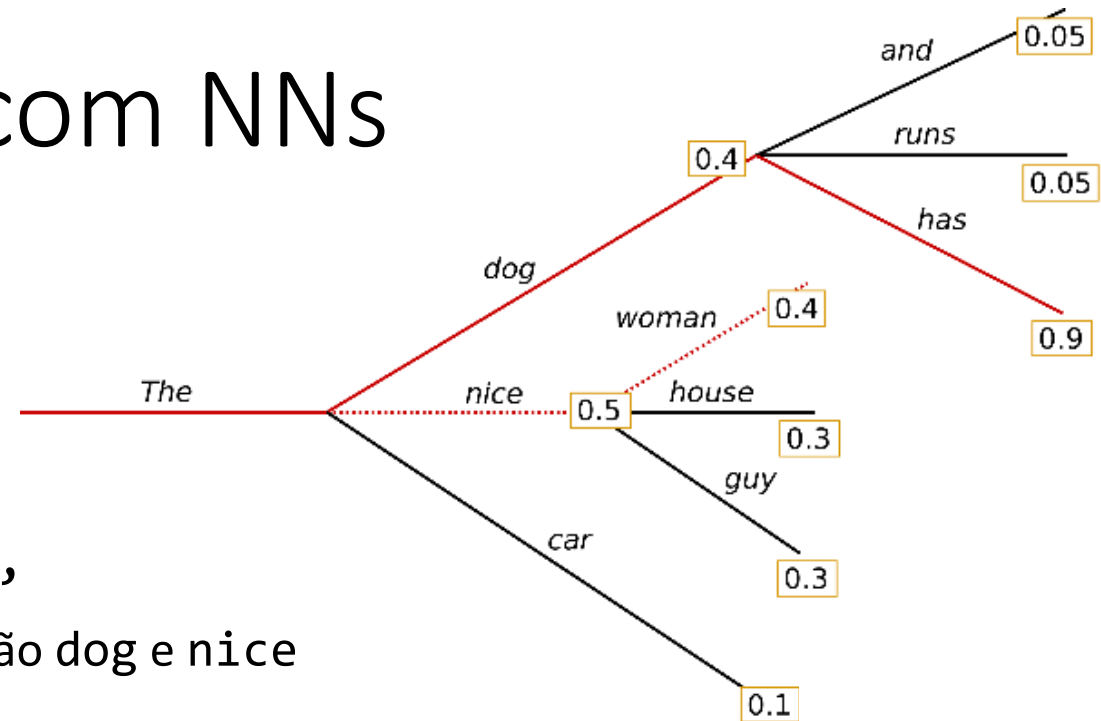 com NNs
and
0.05
runs
0.4
0.05
has
dog
woman
0.4
0.9
The
nice
0.5
house
0.3
guy
car
,
0.3
ão dog e nice
0.1